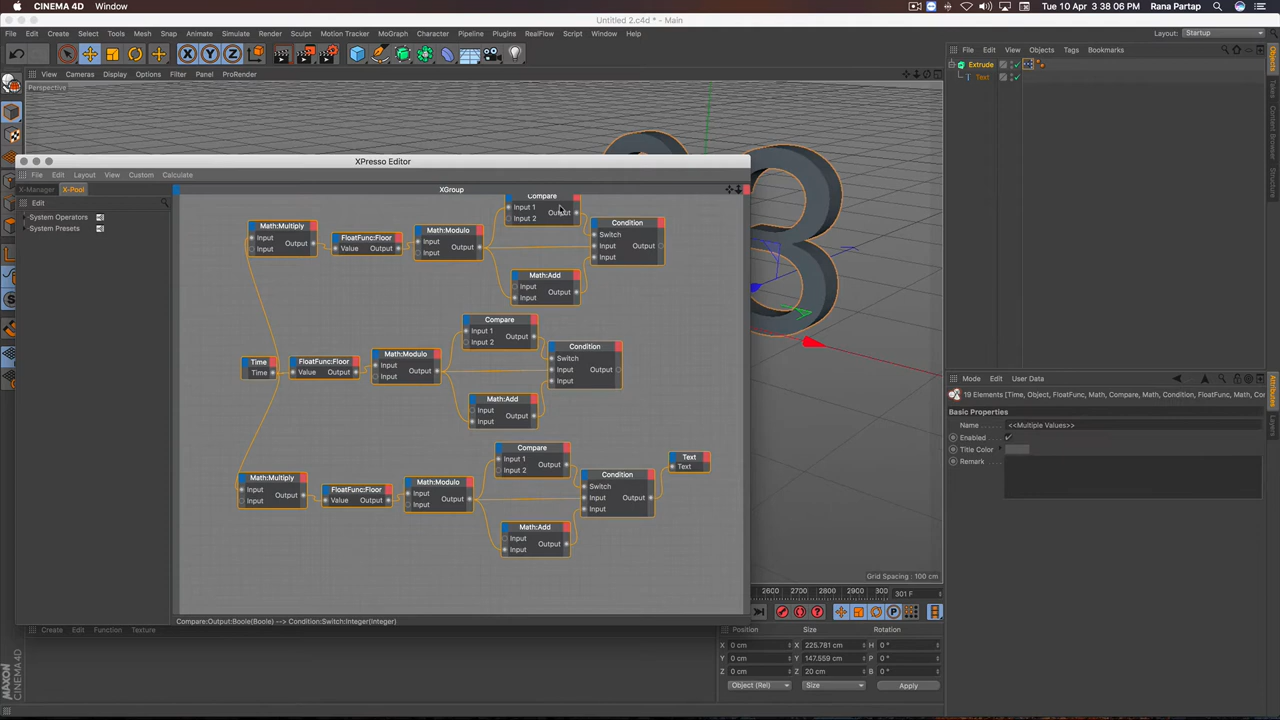 CINEMA 4D Window
Tue 10 Apr 3:38:06 PM Rana Partap
Untitled 2.c4d * - Main
File Edit Create Select Tools Mesh Snap Animate Simulate Render Sculpt Motion Tracker MoGraph Character Pipeline Plugins RealFlow Script Window Help
Layout: Startup
X Y Z
View Cameras Display Options Filter Panel ProRender
File Edit View Objects Tags Bookmarks
Perspective
Extrude
Text
XPresso Editor
File Edit Layout View Custom Calculate
X-Manager X-Pool
XGroup
Edit
System Operators
System Presets
Compare
Input 1
Input 2
Output
Math:Multiply
Input
Input
Output
FloatFunc:Floor
Value Output
Math:Modulo
Input
Input
Output
Condition
Switch
Input
Input
Output
Math:Add
Input
Input
Output
Compare
Input 1
Input 2
Output
Time
Time
FloatFunc:Floor
Value Output
Math:Modulo
Input
Input
Output
Condition
Switch
Input
Input
Output
Math:Add
Input
Input
Output
Compare
Input 1
Input 2
Output
Text
Text
Math:Multiply
Input
Input
Output
FloatFunc:Floor
Value Output
Math:Modulo
Input
Input
Output
Condition
Switch
Input
Input
Output
Math:Add
Input
Input
Output
Compare:Output:Boole(Boole) --> Condition:Switch:Integer(Integer)
Create Edit Function Texture
Mode Edit User Data
19 Elements [Time, Object, FloatFunc, Math, Compare, Math, Condition, FloatFunc, Math, Co
Basic Properties
Name <<Multiple Values>>
Enabled
Title Color
Remark
Objects
Takes
Content Browser
Structure
Attributes
Layers
Grid Spacing : 100 cm
2600 2700 2800 2900 300 301 F
Position Size Rotation
X 0 cm X 225.781 cm H 0 °
Y 0 cm Y 147.559 cm P 0 °
Z 0 cm Z 20 cm B 0 °
Object (Rel) Size Apply
MAXON CINEMA 4D